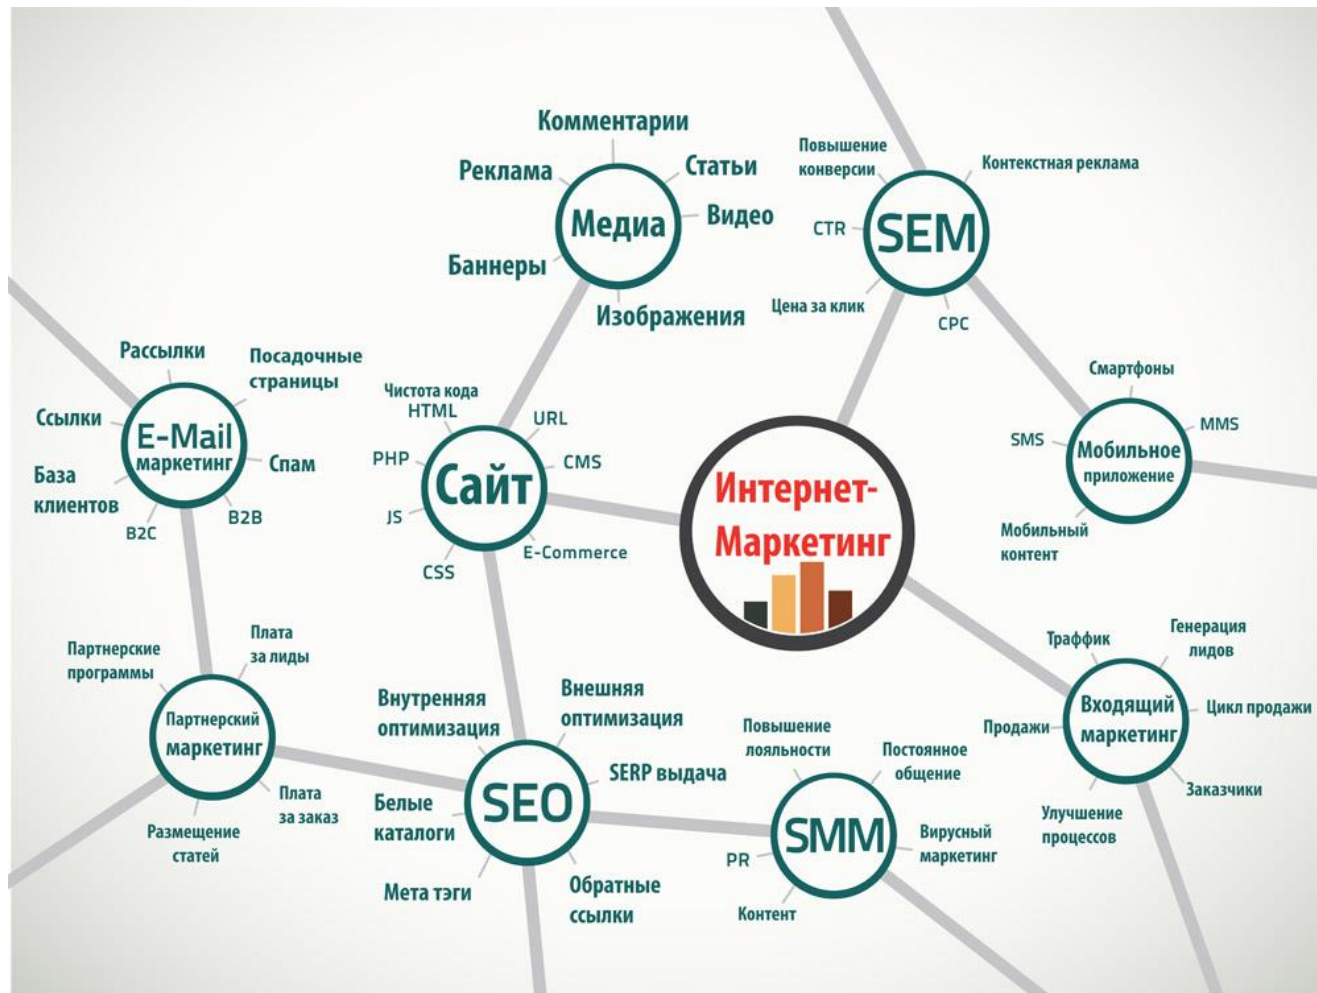 Комментарии
Реклама
Статьи
Медиа
Видео
Баннеры
Изображения
Повышение
конверсии
Контекстная реклама
CTR
SEM
Цена за клик
CPC
Рассылки
Посадочные
страницы
Ссылки
E-Mail
маркетинг
База
клиентов
Спам
B2C
B2B
Чистота кода
HTML
URL
PHP
CMS
Сайт
JS
CSS
E-Commerce
Интернет-
Маркетинг
Смартфоны
SMS
MMS
Мобильное
приложение
Мобильный
контент
Партнерские
программы
Плата
за лиды
Партнерский
маркетинг
Размещение
статей
Плата
за заказ
Внутренняя
оптимизация
Внешняя
оптимизация
SERP выдача
SEO
Белые
каталоги
Мета тэги
Обратные
ссылки
Повышение
лояльности
Постоянное
общение
SMM
PR
Вирусный
маркетинг
Контент
Траффик
Генерация
лидов
Продажи
Входящий
маркетинг
Цикл продажи
Заказчики
Улучшение
процессов